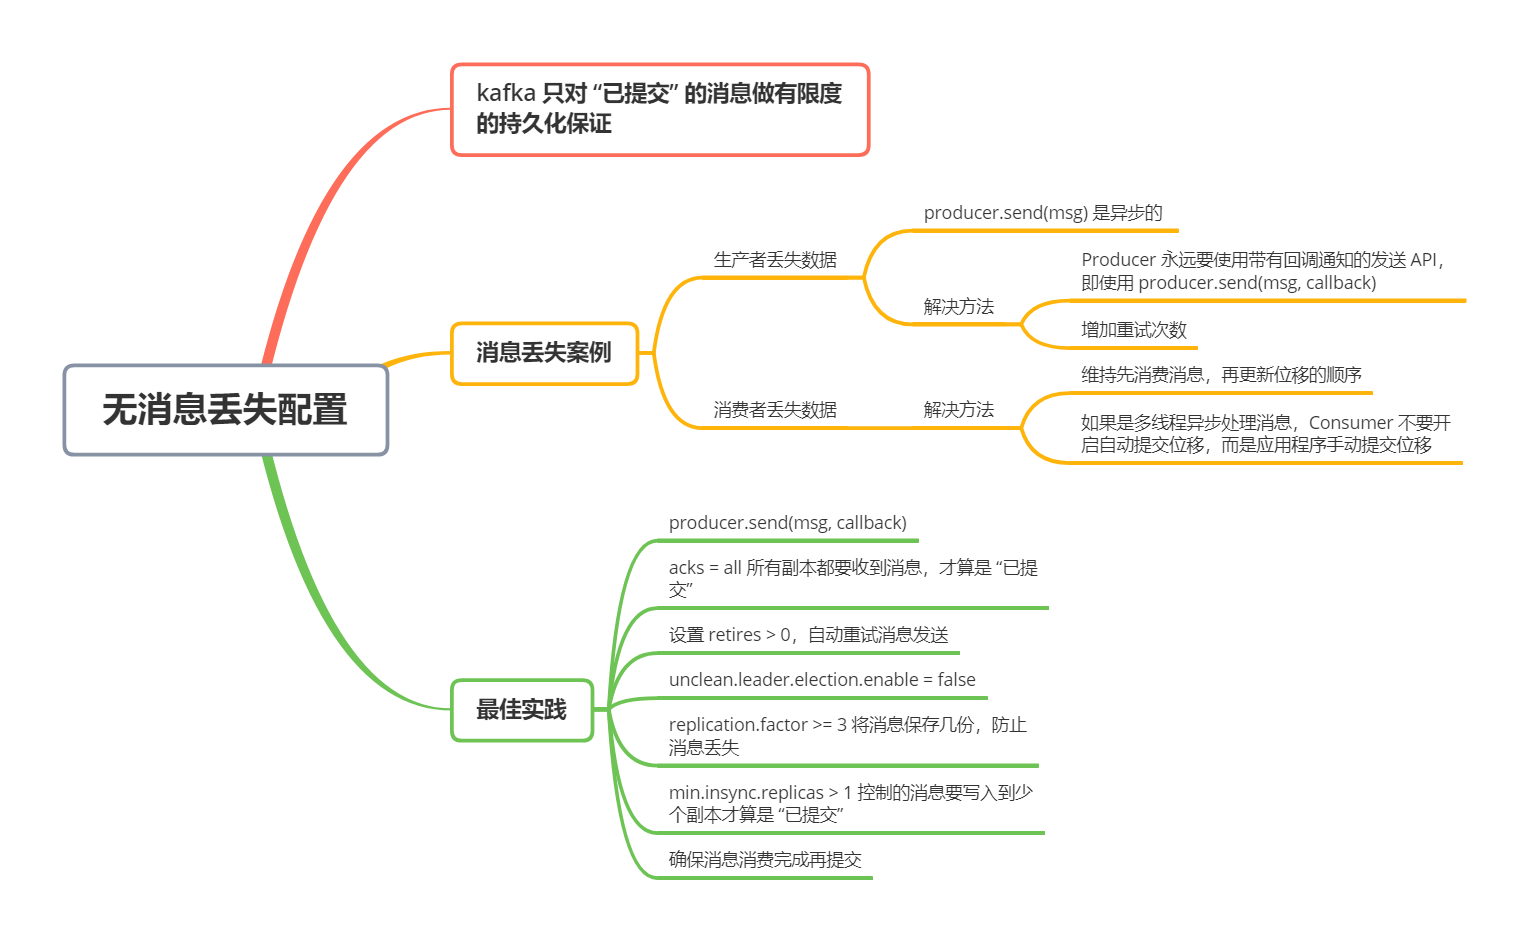 kafka 只对 “已提交” 的消息做有限度
的持久化保证
producer.send(msg) 是异步的
生产者丢失数据
Producer 永远要使用带有回调通知的发送 API，
即使用 producer.send(msg, callback)
解决方法
增加重试次数
消息丢失案例
维持先消费消息，再更新位移的顺序
消费者丢失数据
解决方法
如果是多线程异步处理消息，Consumer 不要开
启自动提交位移，而是应用程序手动提交位移
无消息丢失配置
producer.send(msg, callback)
acks = all 所有副本都要收到消息，才算是 “已提
交”
设置 retires > 0，自动重试消息发送
unclean.leader.election.enable = false
最佳实践
replication.factor >= 3 将消息保存几份，防止
消息丢失
min.insync.replicas > 1 控制的消息要写入到少
个副本才算是 “已提交”
确保消息消费完成再提交